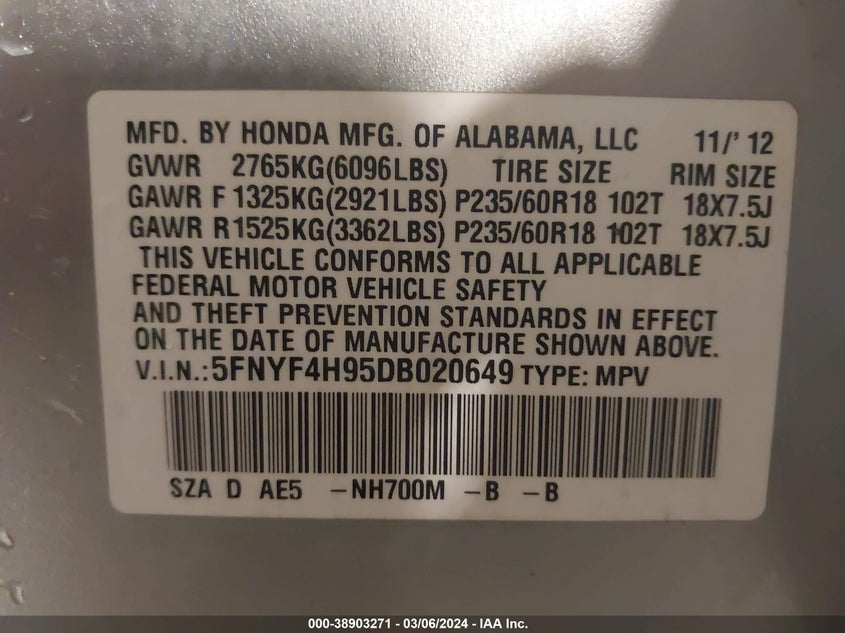 MFD. BY HONDA MFG. OF ALABAMA, LLC 11/' 12
GVWR 2765KG(6096LBS) TIRE SIZE RIM SIZE
GAWR F 1325KG(2921LBS) P235/60R18 102T 18X7.5J
GAWR R1525KG(3362LBS) P235/60R18 102T 18X7.5J
THIS VEHICLE CONFORMS TO ALL APPLICABLE
FEDERAL MOTOR VEHICLE SAFETY
AND THEFT PREVENTION STANDARDS IN EFFECT
ON THE DATE OF MANUFACTURE SHOWN ABOVE.
V.I.N.:5FNYF4H95DB020649 TYPE: MPV
SZA D AE5 -NH700M -B -B
000-38903271 - 03/06/2024 - IAA Inc.